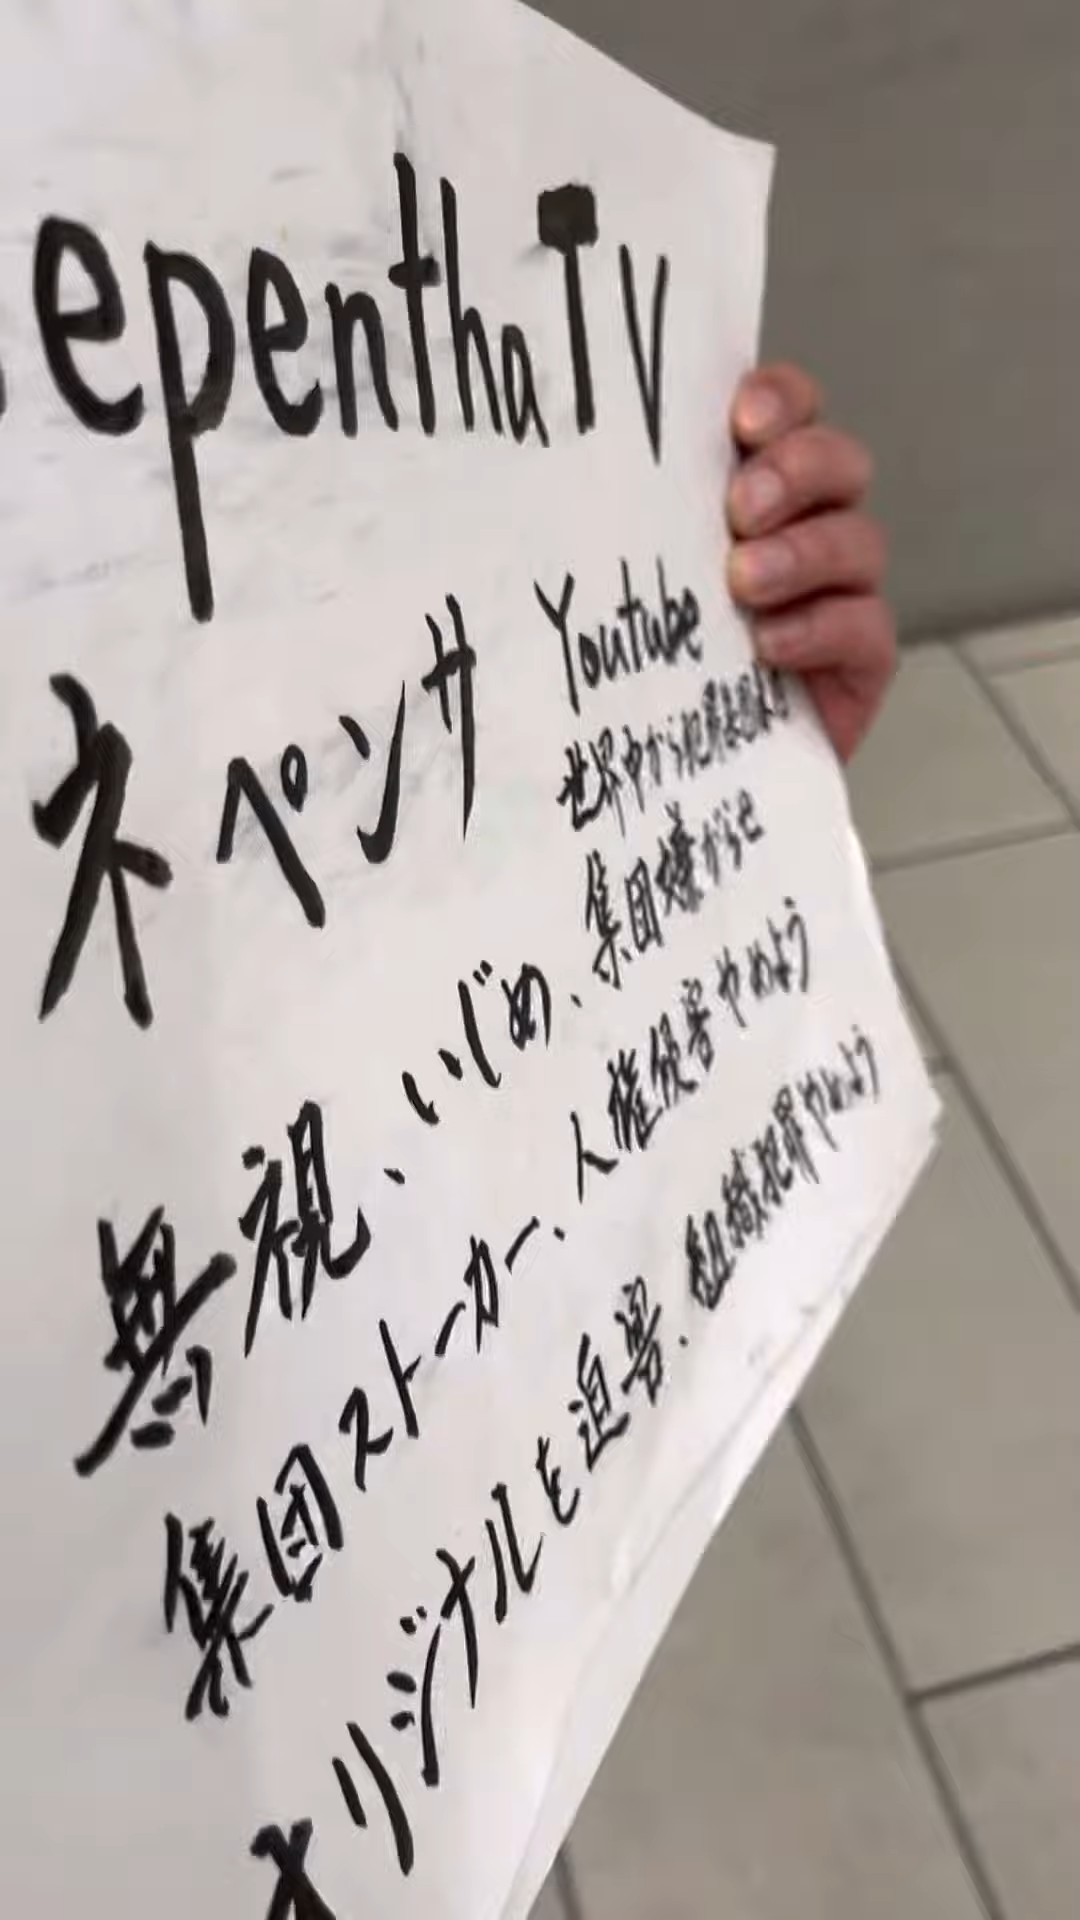 epenthaTV
ネペンサ
Youtube
世界中から犯罪
無視、いじめ、集団嫌がらせ
集団ストーカー、人権侵害やめよう
オリジナルを迫害、組織犯罪やめよう